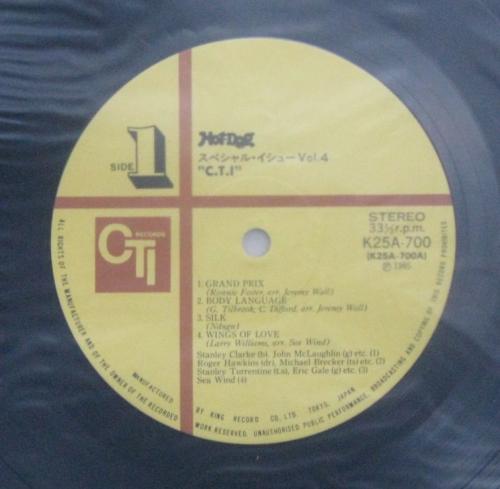 HotDog
スペシャル・イシューVol.4
"C.T.I"
SIDE 1
CTI
RECORDS
STEREO
33⅓ r.p.m.
K25A-700
(K25A-700A)
Ⓟ 1985
1. GRAND PRIX
(Ronnie Foster, arr. Jeremy Wall)
2. BODY LANGUAGE
(G. Tilbrook, C. Difford, arr. Jeremy Wall)
3. SILK
(Ndugu)
4. WINGS OF LOVE
(Larry Williams, arr. Sea Wind)
Stanley Clarke (b), John McLaughlin (g) etc. (1)
Roger Hawkins (dr), Michael Brecker (ts) etc. (2)
Stanley Turrentine (t.s), Eric Gale (g) etc. (3)
Sea Wind (4)
MANUFACTURED BY KING RECORD CO., LTD. TOKYO, JAPAN
ALL RIGHTS OF THE MANUFACTURER AND OF THE OWNER OF THE RECORDED WORK RESERVED. UNAUTHORISED PUBLIC PERFORMANCE, BROADCASTING AND COPYING OF THIS RECORD PROHIBITED